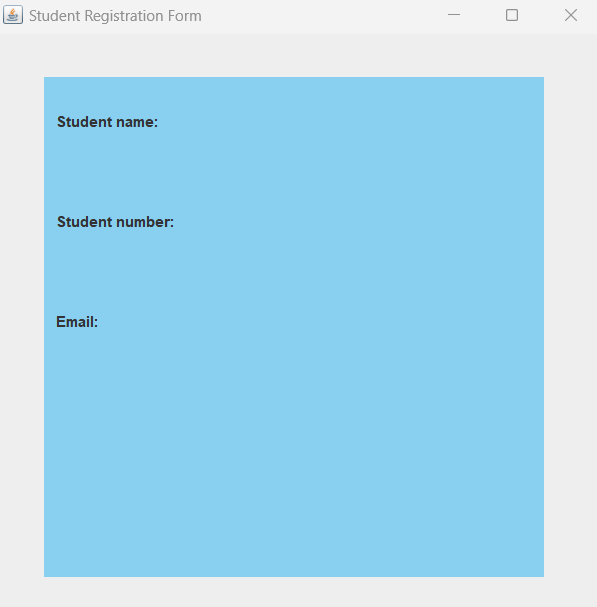 Student Registration Form
Student name:
Student number:
Email: